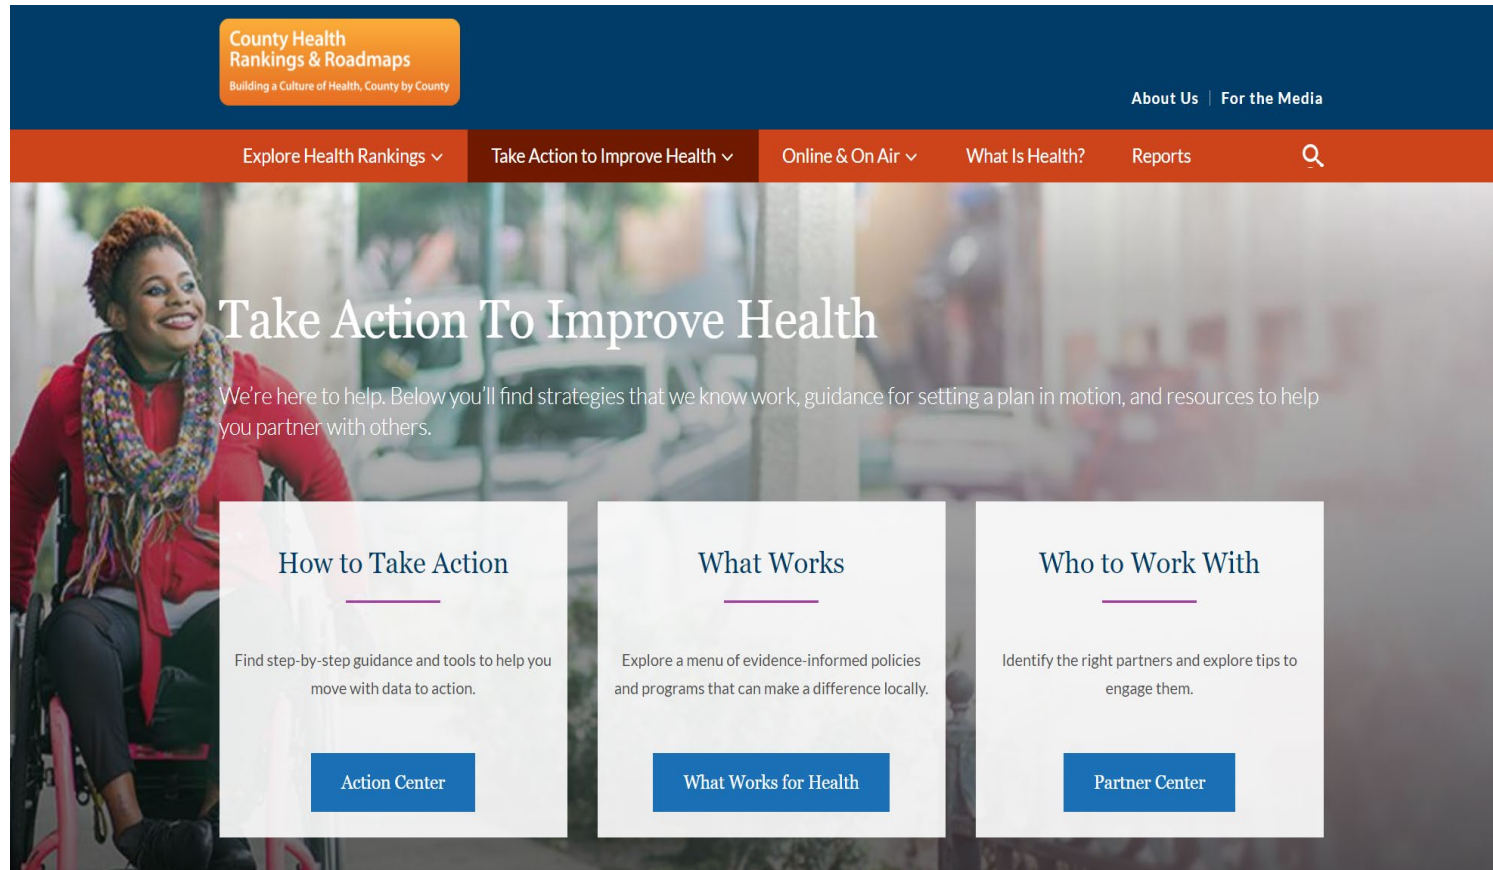 County Health
Rankings & Roadmaps
Building a Culture of Health, County by County
About Us | For the Media
Explore Health Rankings
Take Action to Improve Health
Online & On Air
What Is Health?
Reports
Take Action To Improve Health
We're here to help. Below you'll find strategies that we know work, guidance for setting a plan in motion, and resources to help
you partner with others.
How to Take Action
Find step-by-step guidance and tools to help you
move with data to action.
Action Center
What Works
Explore a menu of evidence-informed policies
and programs that can make a difference locally.
What Works for Health
Who to Work With
Identify the right partners and explore tips to
engage them.
Partner Center